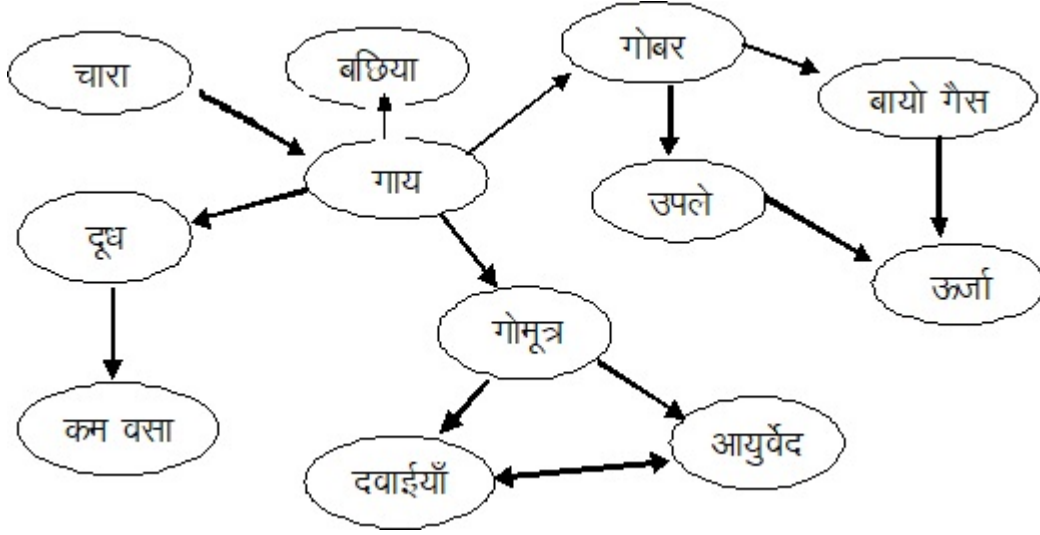 चारा
बछिया
गोबर
बायो गैस
गाय
उपले
दूध
ऊर्जा
गोमूत्र
कम वसा
आयुर्वेद
दवाईयाँ